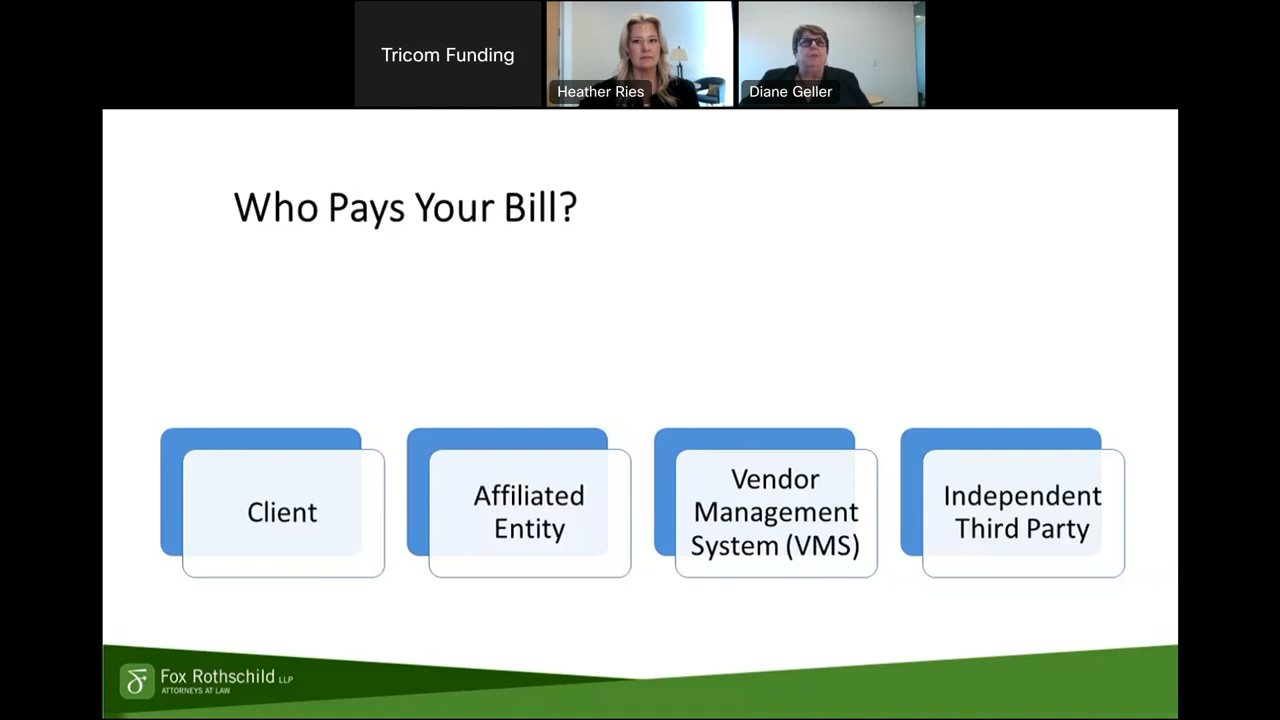 Tricom Funding
Heather Ries
Diane Geller
Who Pays Your Bill?
Client
Affiliated
Entity
Vendor
Management
System (VMS)
Independent
Third Party
Fox Rothschild LLP
ATTORNEYS AT LAW